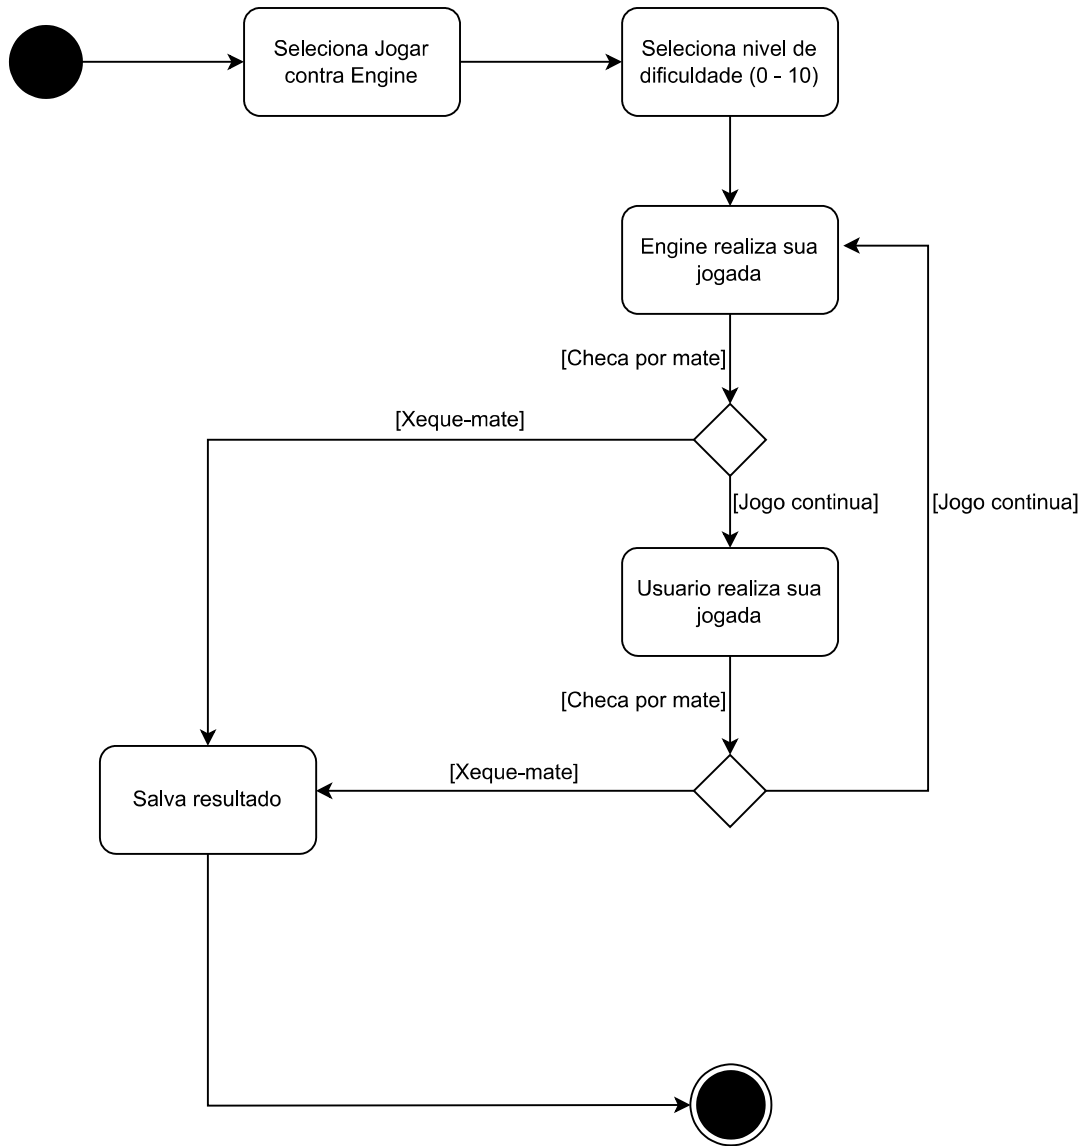 Seleciona Jogar
contra Engine
Seleciona nivel de
dificuldade (0 - 10)
Engine realiza sua
jogada
[Checa por mate]
[Xeque-mate]
[Jogo continua]
[Jogo continua]
Usuario realiza sua
jogada
[Checa por mate]
[Xeque-mate]
Salva resultado